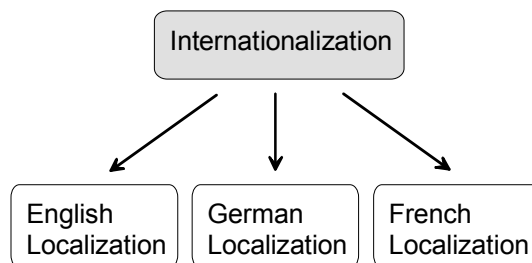 Internationalization
English
Localization
German
Localization
French
Localization